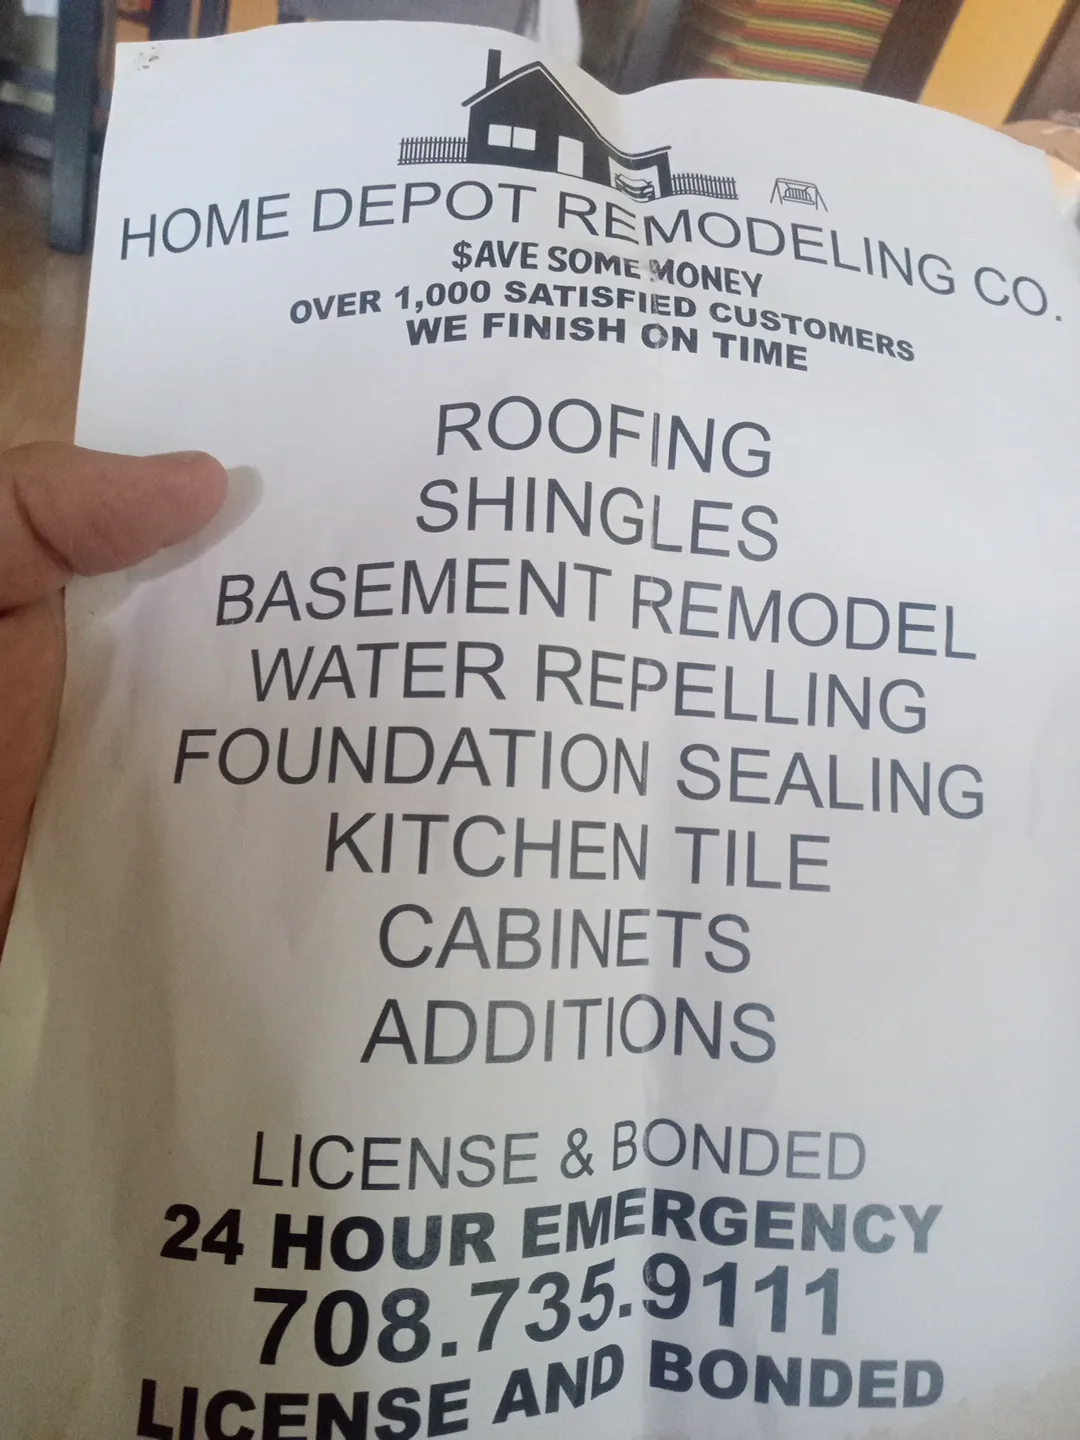 HOME DEPOT REMODELING CO.
$AVE SOME MONEY
OVER 1,000 SATISFIED CUSTOMERS
WE FINISH ON TIME
ROOFING
SHINGLES
BASEMENT REMODEL
WATER REPELLING
FOUNDATION SEALING
KITCHEN TILE
CABINETS
ADDITIONS
LICENSE & BONDED
24 HOUR EMERGENCY
708.735.9111
LICENSE AND BONDED